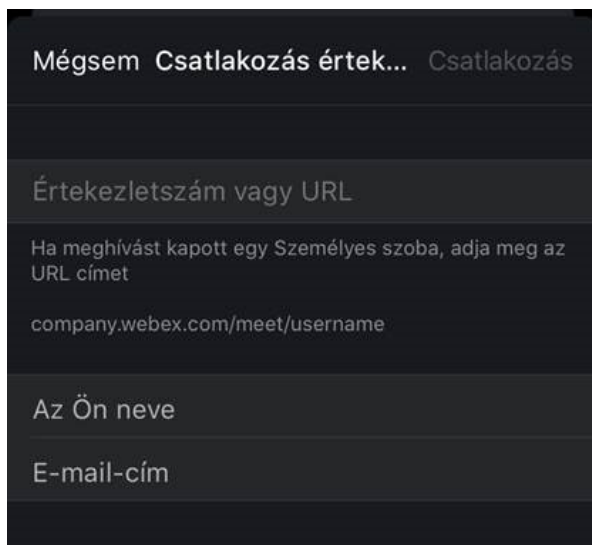 Mégsem Csatlakozás értek... Csatlakozás
Értekezletszám vagy URL
Ha meghívást kapott egy Személyes szoba, adja meg az
URL címet
company.webex.com/meet/username
Az Ön neve
E-mail-cím